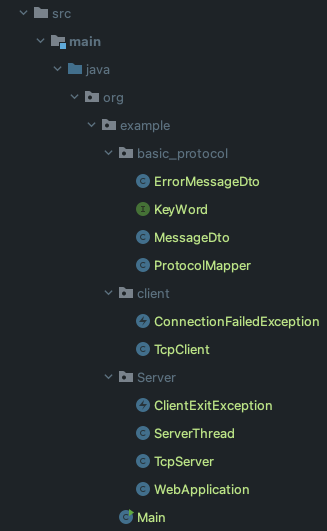 src
main
java
org
example
basic_protocol
C ErrorMessageDto
I KeyWord
C MessageDto
C ProtocolMapper
client
ConnectionFailedException
C TcpClient
Server
ClientExitException
C ServerThread
C TcpServer
C WebApplication
C Main